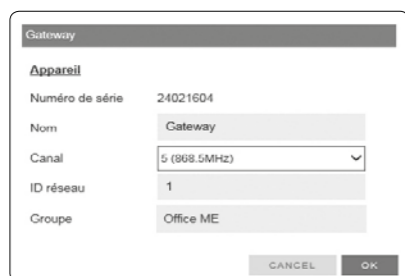 Gateway
Appareil
Numéro de série 24021604
Nom Gateway
Canal 5 (868.5MHz)
ID réseau 1
Groupe Office ME
CANCEL OK